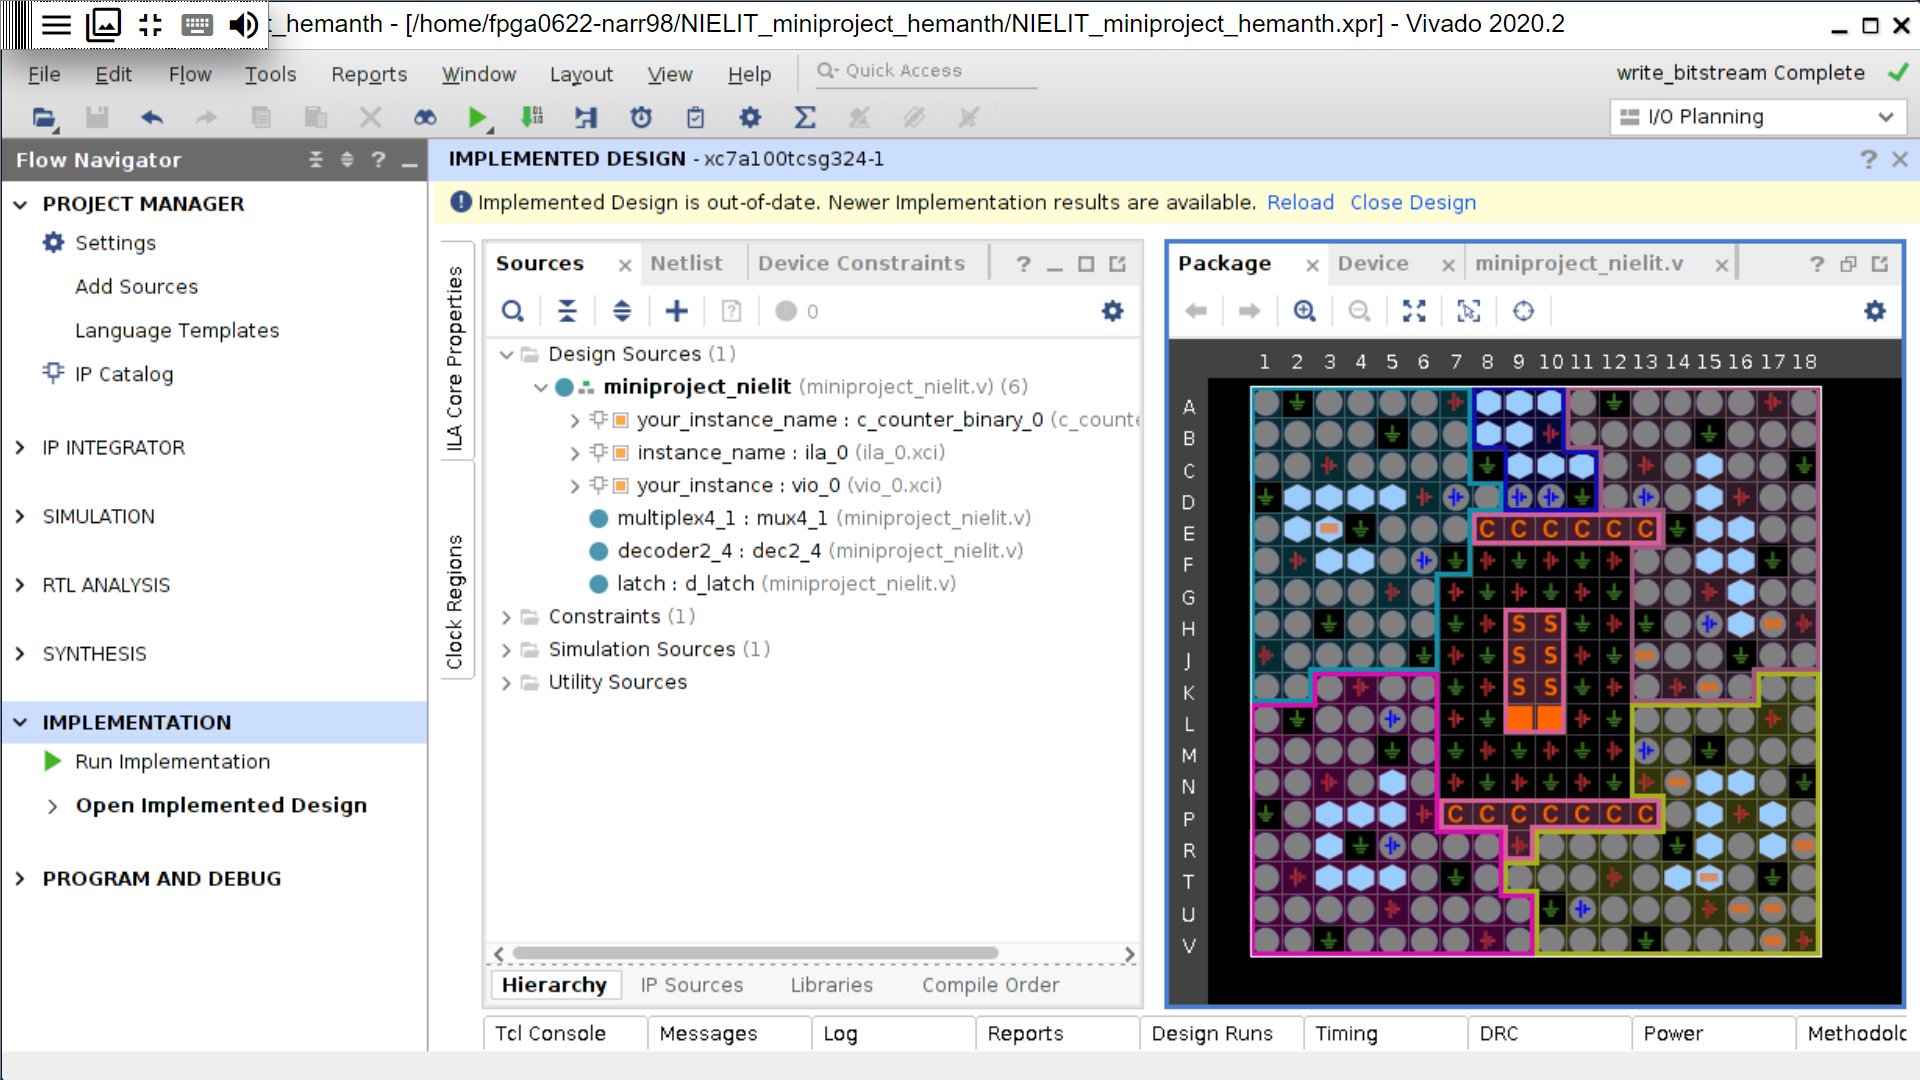 t_hemanth - [/home/fpga0622-narr98/NIELIT_miniproject_hemanth/NIELIT_miniproject_hemanth.xpr] - Vivado 2020.2
File Edit Flow Tools Reports Window Layout View Help Quick Access
write_bitstream Complete
I/O Planning
Flow Navigator
PROJECT MANAGER
Settings
Add Sources
Language Templates
IP Catalog
IP INTEGRATOR
SIMULATION
RTL ANALYSIS
SYNTHESIS
IMPLEMENTATION
Run Implementation
Open Implemented Design
PROGRAM AND DEBUG
IMPLEMENTED DESIGN - xc7a100tcsg324-1
Implemented Design is out-of-date. Newer Implementation results are available. Reload Close Design
ILA Core Properties
Clock Regions
Sources Netlist Device Constraints
0
Design Sources (1)
miniproject_nielit (miniproject_nielit.v) (6)
your_instance_name : c_counter_binary_0 (c_counte
instance_name : ila_0 (ila_0.xci)
your_instance : vio_0 (vio_0.xci)
multiplex4_1 : mux4_1 (miniproject_nielit.v)
decoder2_4 : dec2_4 (miniproject_nielit.v)
latch : d_latch (miniproject_nielit.v)
Constraints (1)
Simulation Sources (1)
Utility Sources
Hierarchy IP Sources Libraries Compile Order
Package Device miniproject_nielit.v
1 2 3 4 5 6 7 8 9 10 11 12 13 14 15 16 17 18
A
B
C
D
E C C C C C C
F
G
H S S
J S S
K S S
L
M
N
P C C C C C C C
R
T
U
V
Tcl Console Messages Log Reports Design Runs Timing DRC Power Methodolo